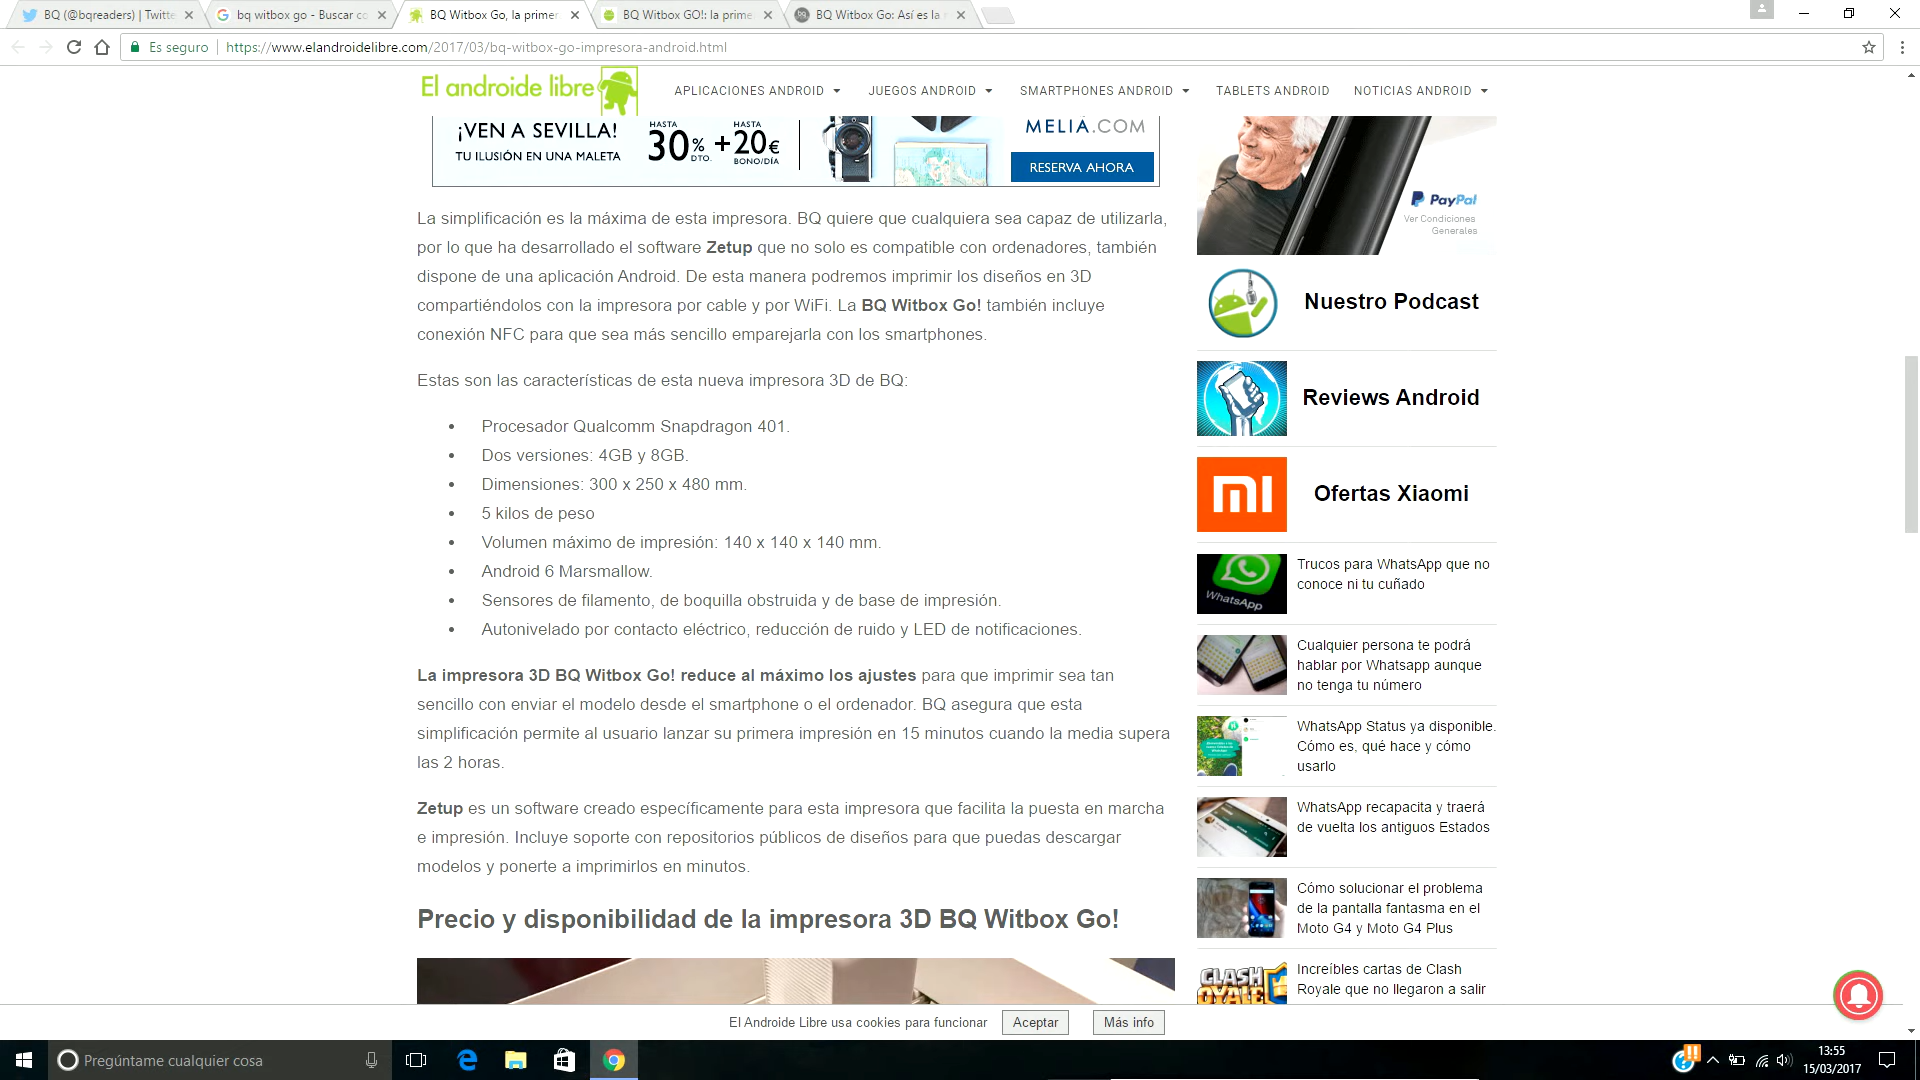 BQ (@bqreaders) | Twitte
bq witbox go - Buscar co
BQ Witbox Go, la primer
BQ Witbox GO!: la prime
BQ Witbox Go: Así es la
Es seguro
https://www.elandroidelibre.com/2017/03/bq-witbox-go-impresora-android.html
El androide libre
APLICACIONES ANDROID
JUEGOS ANDROID
SMARTPHONES ANDROID
TABLETS ANDROID
NOTICIAS ANDROID
¡VEN A SEVILLA!
TU ILUSIÓN EN UNA MALETA
HASTA 30% DTO.
HASTA +20€ BONO/DÍA
MELIA.COM
RESERVA AHORA
La simplificación es la máxima de esta impresora. BQ quiere que cualquiera sea capaz de utilizarla,
por lo que ha desarrollado el software Zetup que no solo es compatible con ordenadores, también
dispone de una aplicación Android. De esta manera podremos imprimir los diseños en 3D
compartiéndolos con la impresora por cable y por WiFi. La BQ Witbox Go! también incluye
conexión NFC para que sea más sencillo emparejarla con los smartphones.
Estas son las características de esta nueva impresora 3D de BQ:
• Procesador Qualcomm Snapdragon 401.
• Dos versiones: 4GB y 8GB.
• Dimensiones: 300 x 250 x 480 mm.
• 5 kilos de peso
• Volumen máximo de impresión: 140 x 140 x 140 mm.
• Android 6 Marsmallow.
• Sensores de filamento, de boquilla obstruida y de base de impresión.
• Autonivelado por contacto eléctrico, reducción de ruido y LED de notificaciones.
La impresora 3D BQ Witbox Go! reduce al máximo los ajustes para que imprimir sea tan
sencillo con enviar el modelo desde el smartphone o el ordenador. BQ asegura que esta
simplificación permite al usuario lanzar su primera impresión en 15 minutos cuando la media supera
las 2 horas.
Zetup es un software creado específicamente para esta impresora que facilita la puesta en marcha
e impresión. Incluye soporte con repositorios públicos de diseños para que puedas descargar
modelos y ponerte a imprimirlos en minutos.
Precio y disponibilidad de la impresora 3D BQ Witbox Go!
PayPal
Ver Condiciones
Generales
Nuestro Podcast
Reviews Android
Ofertas Xiaomi
WhatsApp
Trucos para WhatsApp que no
conoce ni tu cuñado
Cualquier persona te podrá
hablar por Whatsapp aunque
no tenga tu número
WhatsApp Status ya disponible.
Cómo es, qué hace y cómo
usarlo
WhatsApp recapacita y traerá
de vuelta los antiguos Estados
Cómo solucionar el problema
de la pantalla fantasma en el
Moto G4 y Moto G4 Plus
CLASH
ROYALE
Increíbles cartas de Clash
Royale que no llegaron a salir
El Androide Libre usa cookies para funcionar
Aceptar
Más info
Pregúntame cualquier cosa
13:55
15/03/2017